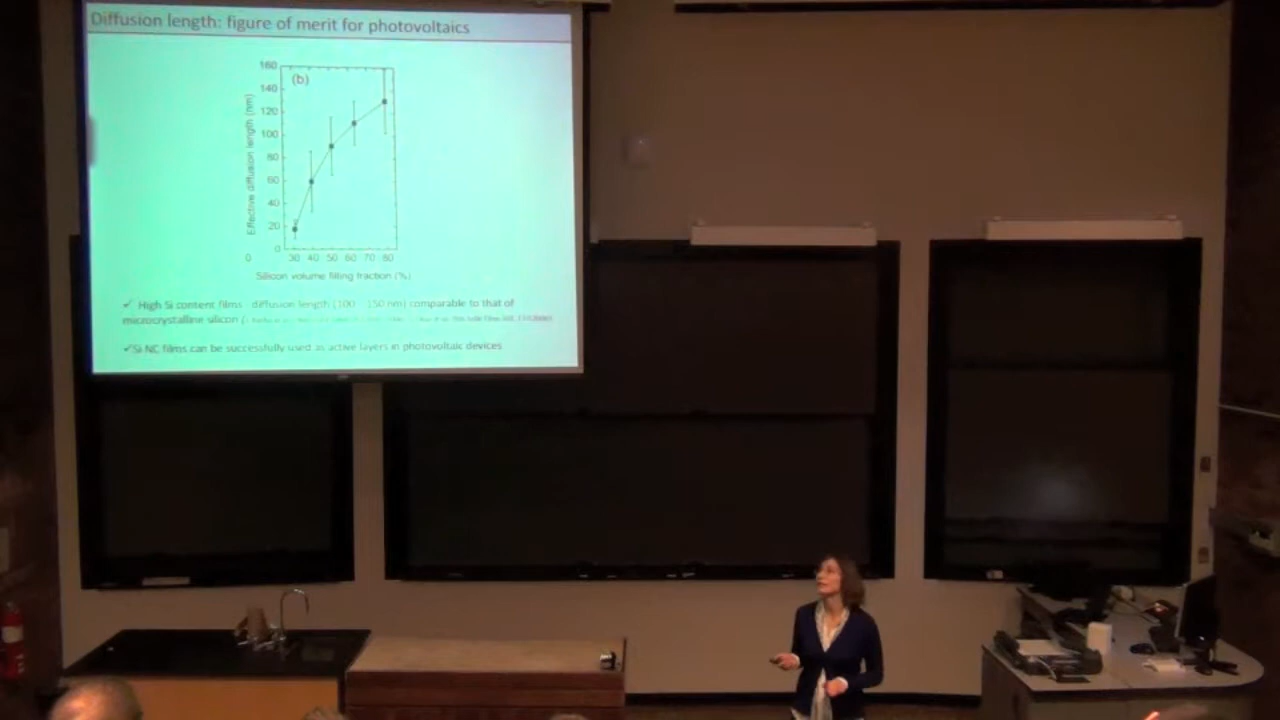 Diffusion length: figure of merit for photovoltaics
(b)
Effective diffusion length (nm)
160
140
120
100
80
60
40
20
0
0 30 40 50 60 70 80
Silicon volume filling fraction (%)
✓ High Si content films - diffusion length (100 - 150 nm) comparable to that of
microcrystalline silicon (
✓Si NC films can be successfully used as active layers in photovoltaic devices